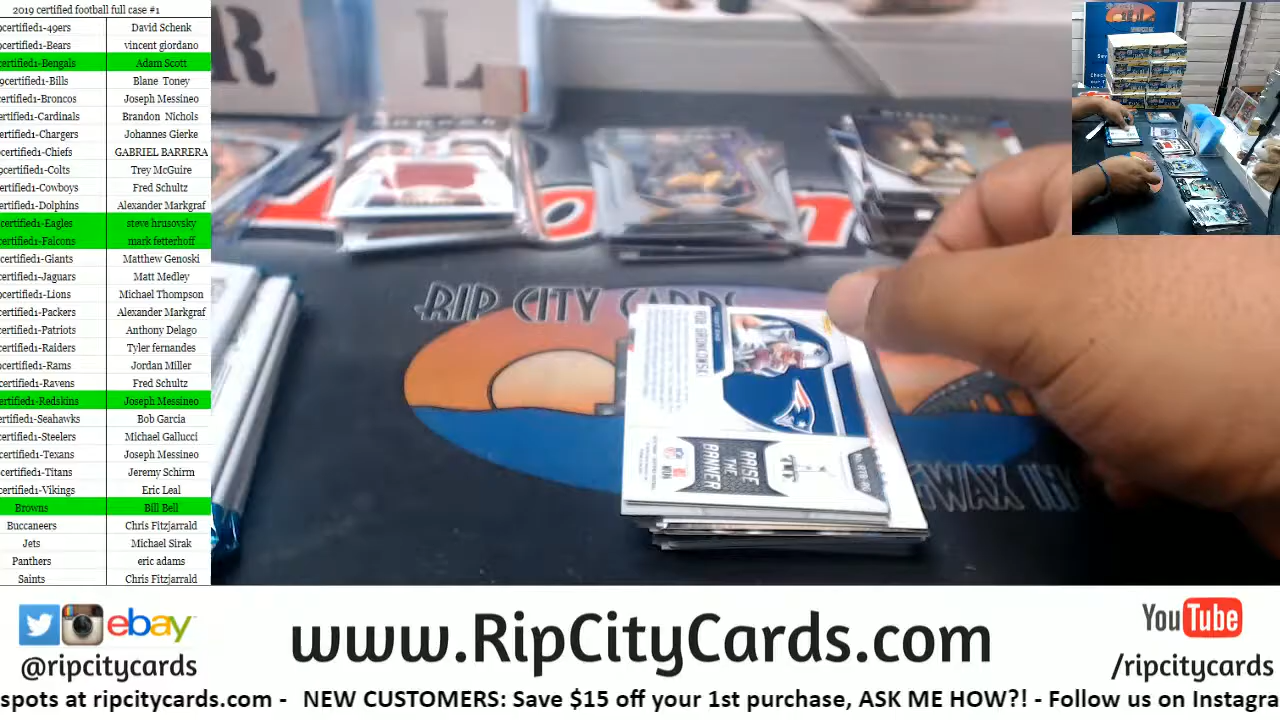 2019 certified football full case #1
certified1-49ers David Schenk
certified1-Bears vincent giordano
certified1-Bengals Adam Scott
certified1-Bills Blane Toney
certified1-Broncos Joseph Messineo
certified1-Cardinals Brandon Nichols
certified1-Chargers Johannes Gierke
certified1-Chiefs GABRIEL BARRERA
certified1-Colts Trey McGuire
certified1-Cowboys Fred Schultz
certified1-Dolphins Alexander Markgraf
certified1-Eagles steve hrusovsky
certified1-Falcons mark fetterhoff
certified1-Giants Matthew Genoski
certified1-Jaguars Matt Medley
certified1-Lions Michael Thompson
certified1-Packers Alexander Markgraf
certified1-Patriots Anthony Delago
certified1-Raiders Tyler fernandes
certified1-Rams Jordan Miller
certified1-Ravens Fred Schultz
certified1-Redskins Joseph Messineo
certified1-Seahawks Bob Garcia
certified1-Steelers Michael Gallucci
certified1-Texans Joseph Messineo
certified1-Titans Jeremy Schirm
certified1-Vikings Eric Leal
Browns Bill Bell
Buccaneers Chris Fitzjarrald
Jets Michael Sirak
Panthers eric adams
Saints Chris Fitzjarrald
RIP CITY CARDS
WAX IN
ROB GRONKOWSKI
RAISE
THE
BANNER
ebay
@ripcitycards
www.RipCityCards.com
YouTube
/ripcitycards
spots at ripcitycards.com - NEW CUSTOMERS: Save $15 off your 1st purchase, ASK ME HOW?! - Follow us on Instagra